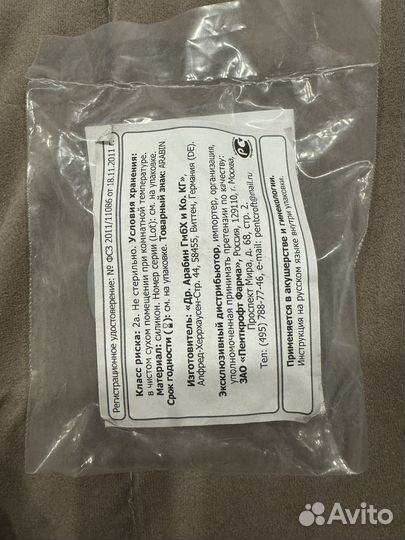 Регистрационное удостоверение: № ФСЗ 2011/11086 от 18.11.2011 г.
Класс риска: 2а. Не стерильно. Условия хранения:
в чистом сухом помещении при комнатной температуре.
Материал: силикон. Номер серии (Lot): см. на упаковке.
Срок годности (): см. на упаковке. Товарный знак: ARABIN
Изготовитель: «Др. Арабин ГмбХ и Ко. КГ»,
Алфред-Херрхаусен-Стр. 44, 58455, Виттен, Германия (DE).
Эксклюзивный дистрибьютор, импортер, организация,
уполномоченная принимать претензии по качеству:
ЗАО «Пенткрофт Фарма», Россия, 129110, г. Москва,
Проспект Мира, д. 68, стр. 2,
Тел: (495)788-77-46, e-mail: pentcroft@mail.ru
Применяется в акушерстве и гинекологии.
Инструкция на русском языке внутри упаковки.
Avito